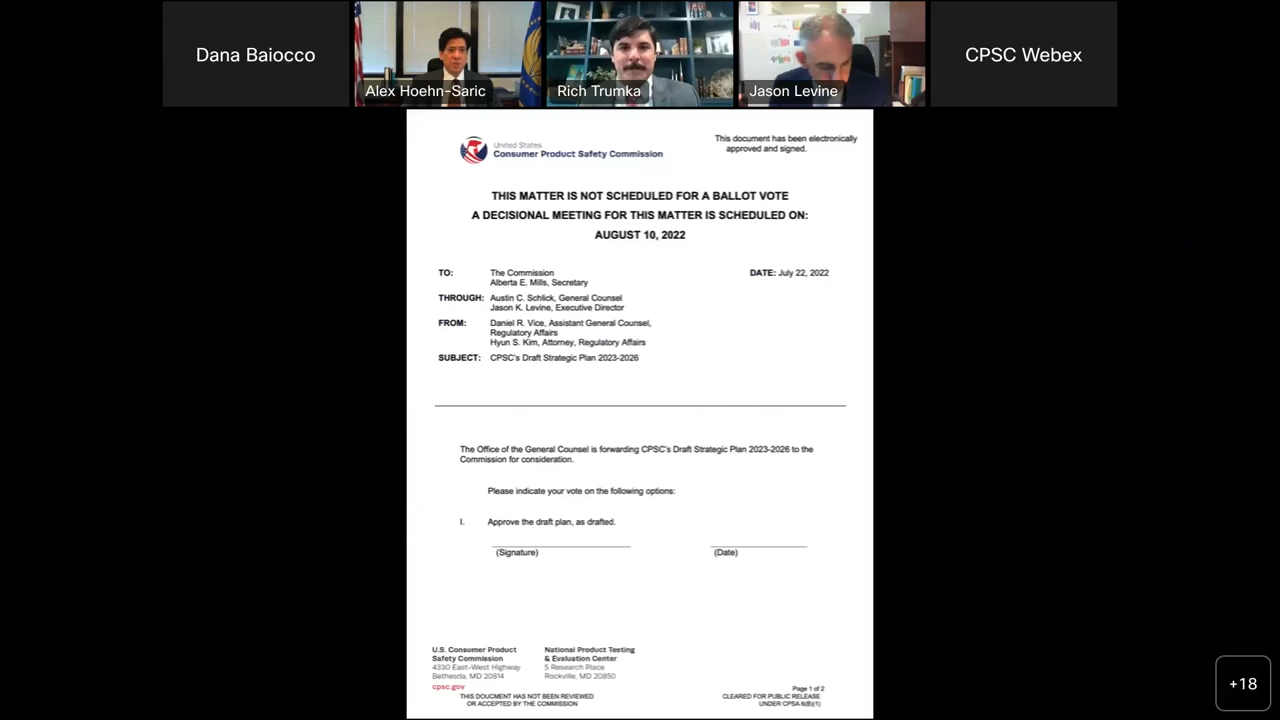 Dana Baiocco
Alex Hoehn-Saric
Rich Trumka
Jason Levine
CPSC Webex
United States
Consumer Product Safety Commission
This document has been electronically
approved and signed.
THIS MATTER IS NOT SCHEDULED FOR A BALLOT VOTE
A DECISIONAL MEETING FOR THIS MATTER IS SCHEDULED ON:
AUGUST 10, 2022
TO: The Commission
Alberta E. Mills, Secretary
DATE: July 22, 2022
THROUGH: Austin C. Schlick, General Counsel
Jason K. Levine, Executive Director
FROM: Daniel R. Vice, Assistant General Counsel,
Regulatory Affairs
Hyun S. Kim, Attorney, Regulatory Affairs
SUBJECT: CPSC's Draft Strategic Plan 2023-2026
The Office of the General Counsel is forwarding CPSC's Draft Strategic Plan 2023-2026 to the
Commission for consideration.
Please indicate your vote on the following options:
I. Approve the draft plan, as drafted.
(Signature) (Date)
U.S. Consumer Product
Safety Commission
4330 East-West Highway
Bethesda, MD 20814
cpsc.gov
National Product Testing
& Evaluation Center
5 Research Place
Rockville, MD 20850
THIS DOCUMENT HAS NOT BEEN REVIEWED
OR ACCEPTED BY THE COMMISSION
Page 1 of 2
CLEARED FOR PUBLIC RELEASE
UNDER CPSA 6(B)(1)
+18